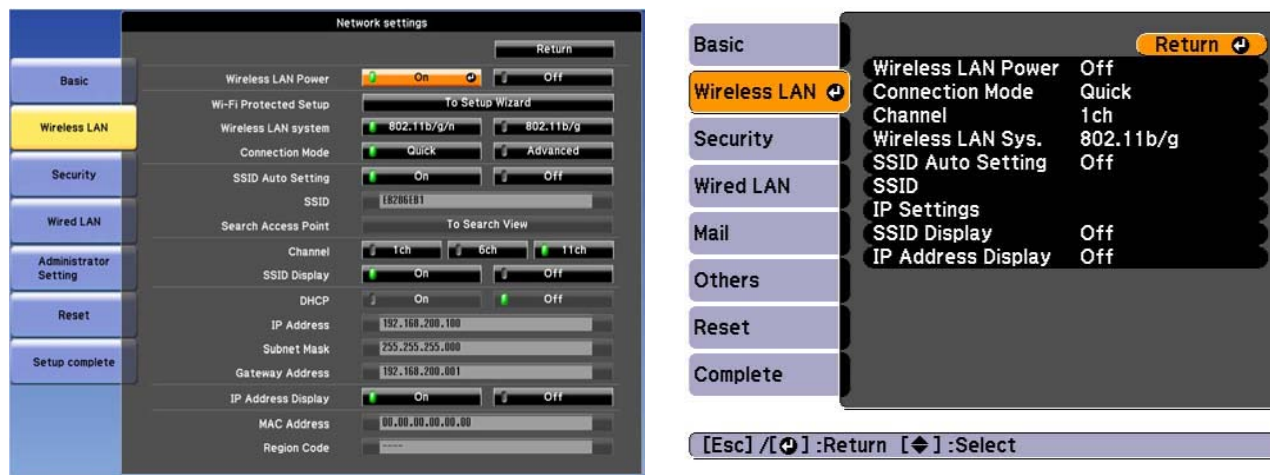 Network settings
Return
Basic
Wireless LAN
Security
Wired LAN
Administrator
Setting
Reset
Setup complete
Wireless LAN Power On Off
Wi-Fi Protected Setup To Setup Wizard
Wireless LAN system 802.11b/g/n 802.11b/g
Connection Mode Quick Advanced
SSID Auto Setting On Off
SSID EB206EB1
Search Access Point To Search View
Channel 1ch 6ch 11ch
SSID Display On Off
DHCP On Off
IP Address 192.168.200.100
Subnet Mask 255.255.255.000
Gateway Address 192.168.200.001
IP Address Display On Off
MAC Address 00.00.00.00.00.00
Region Code ----
Basic
Wireless LAN
Security
Wired LAN
Mail
Others
Reset
Complete
Return
Wireless LAN Power Off
Connection Mode Quick
Channel 1ch
Wireless LAN Sys. 802.11b/g
SSID Auto Setting Off
SSID
IP Settings
SSID Display Off
IP Address Display Off
[Esc] /[ ] :Return [ ] :Select